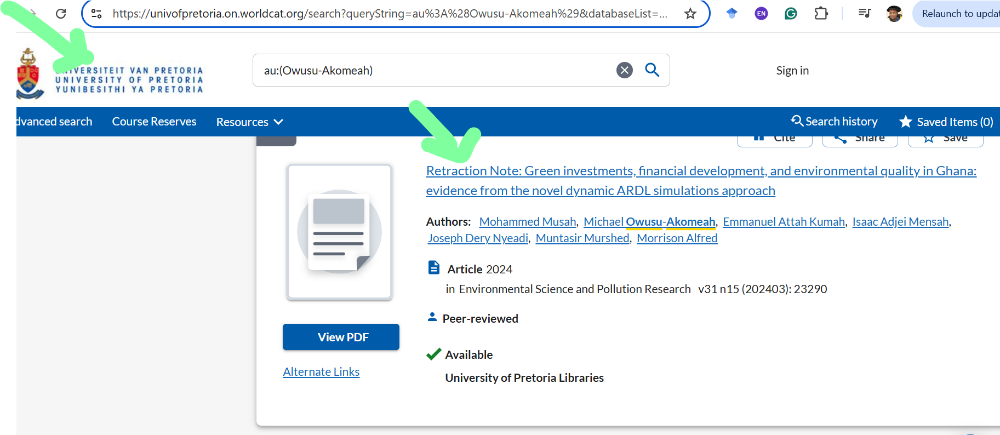 https://univofpretoria.on.worldcat.org/search?queryString=au%3A%28Owusu-Akomeah%29&databaseList=...
EN
Relaunch to updat
UNIVERSITEIT VAN PRETORIA
UNIVERSITY OF PRETORIA
YUNIBESITHI YA PRETORIA
au:(Owusu-Akomeah)
Sign in
dvanced search Course Reserves Resources Search history Saved Items (0)
Cite Share Save
Retraction Note: Green investments, financial development, and environmental quality in Ghana:
evidence from the novel dynamic ARDL simulations approach
Authors: Mohammed Musah, Michael Owusu-Akomeah, Emmanuel Attah Kumah, Isaac Adjei Mensah,
Joseph Dery Nyeadi, Muntasir Murshed, Morrison Alfred
Article 2024
in Environmental Science and Pollution Research v31 n15 (202403): 23290
Peer-reviewed
View PDF
Available
Alternate Links
University of Pretoria Libraries